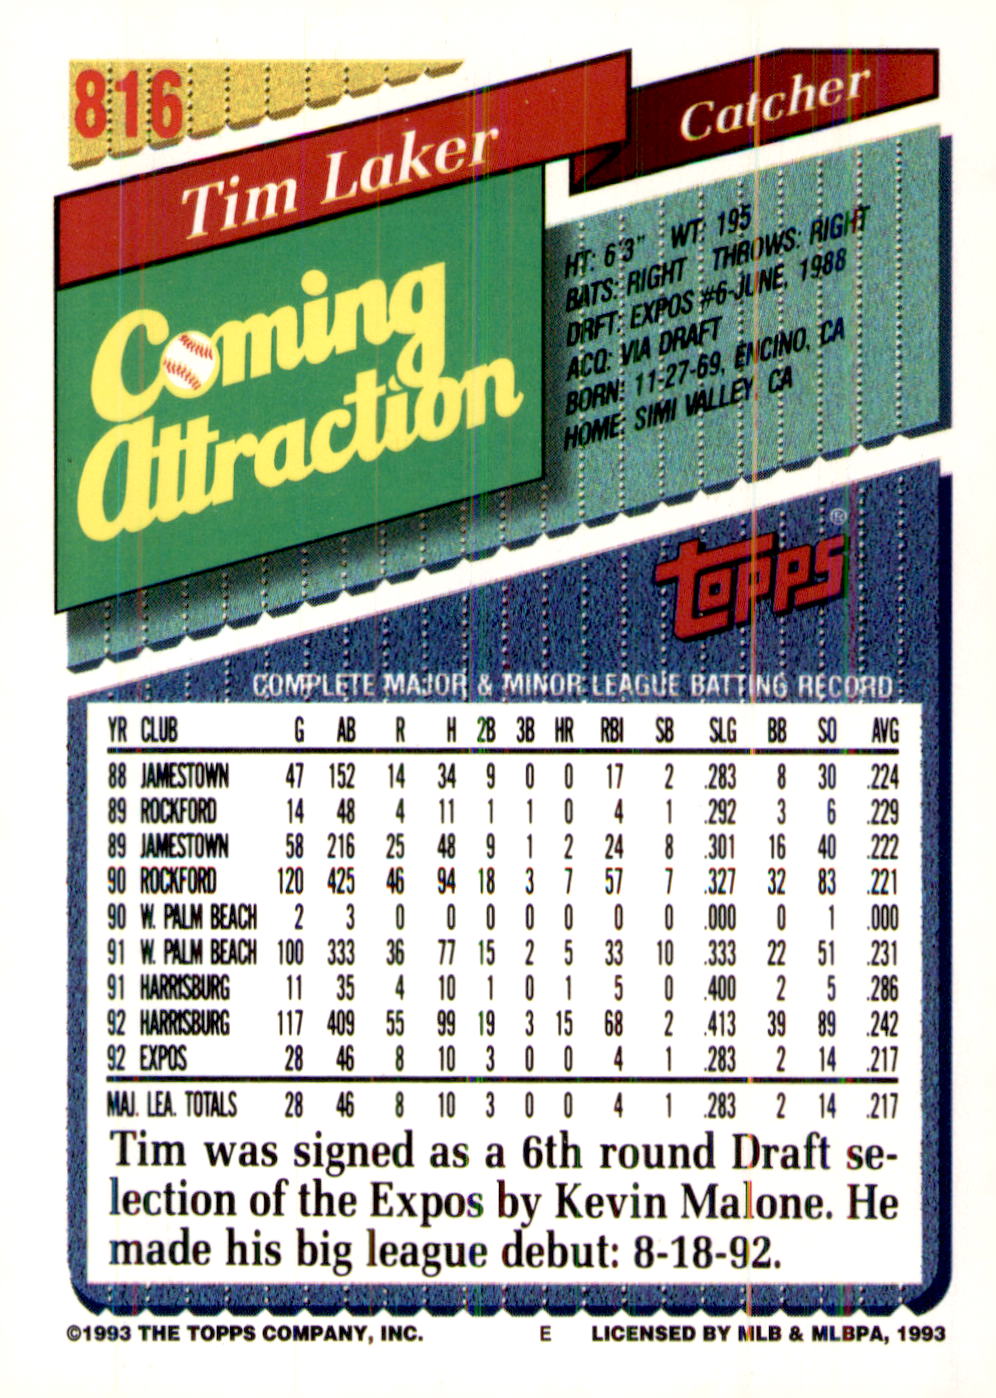 816
Tim Laker
Catcher
Coming
Attraction
HT: 6'3" WT: 195
BATS: RIGHT THROWS: RIGHT
DRFT: EXPOS #6-JUNE, 1988
ACQ: VIA DRAFT
BORN: 11-27-69, ENCINO, CA
HOME: SIMI VALLEY, CA
topps®
COMPLETE MAJOR & MINOR LEAGUE BATTING RECORD
YR CLUB G AB R H 2B 3B HR RBI SB SLG BB SO AVG
88 JAMESTOWN 47 152 14 34 9 0 0 17 2 .283 8 30 .224
89 ROCKFORD 14 48 4 11 1 1 0 4 1 .292 3 6 .229
89 JAMESTOWN 58 216 25 48 9 1 2 24 8 .301 16 40 .222
90 ROCKFORD 120 425 46 94 18 3 7 57 7 .327 32 83 .221
90 W. PALM BEACH 2 3 0 0 0 0 0 0 0 .000 0 1 .000
91 W. PALM BEACH 100 333 36 77 15 2 5 33 10 .333 22 51 .231
91 HARRISBURG 11 35 4 10 1 0 1 5 0 .400 2 5 .286
92 HARRISBURG 117 409 55 99 19 3 15 68 2 .413 39 89 .242
92 EXPOS 28 46 8 10 3 0 0 4 1 .283 2 14 .217
MAJ. LEA. TOTALS 28 46 8 10 3 0 0 4 1 .283 2 14 .217
Tim was signed as a 6th round Draft se-
lection of the Expos by Kevin Malone. He
made his big league debut: 8-18-92.
©1993 THE TOPPS COMPANY, INC. E LICENSED BY MLB & MLBPA, 1993